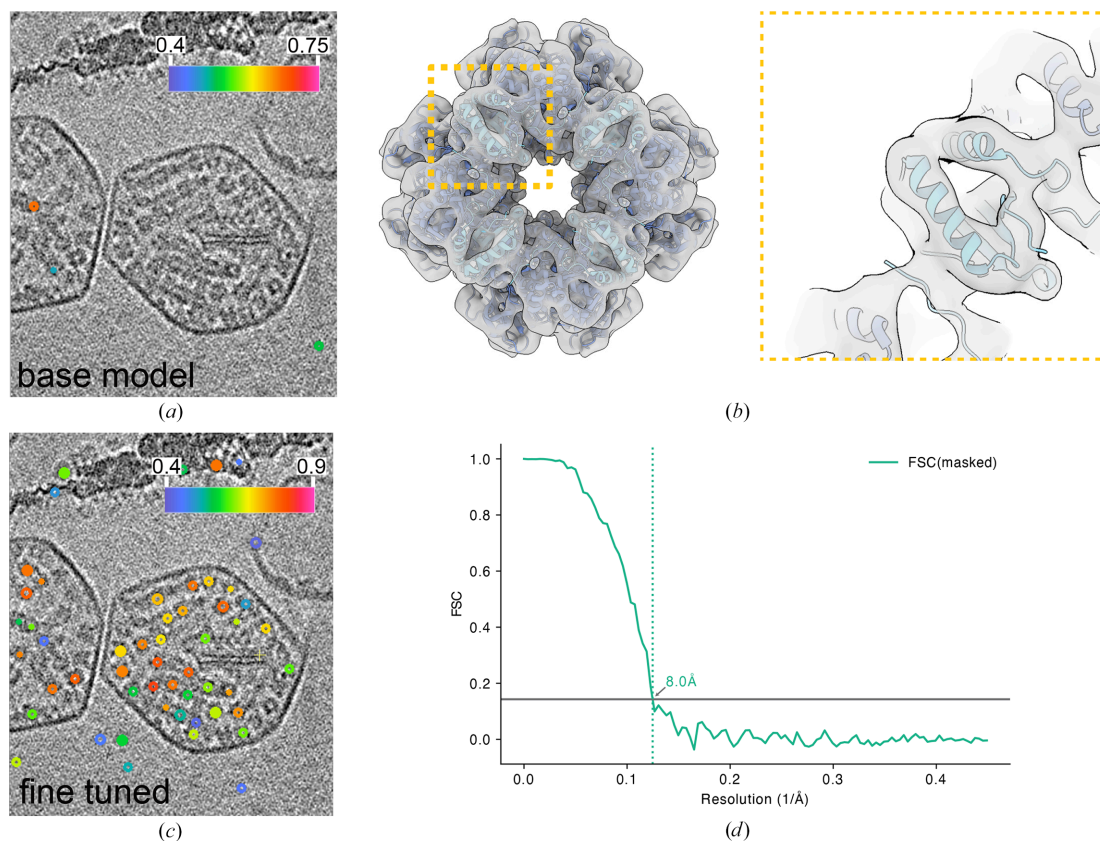 0.4 0.75
base model
(a)
(b)
0.4 0.9
fine tuned
(c)
1.0
0.8
0.6
0.4
0.2
0.0
FSC
FSC(masked)
8.0Å
0.0 0.1 0.2 0.3 0.4
Resolution (1/Å)
(d)